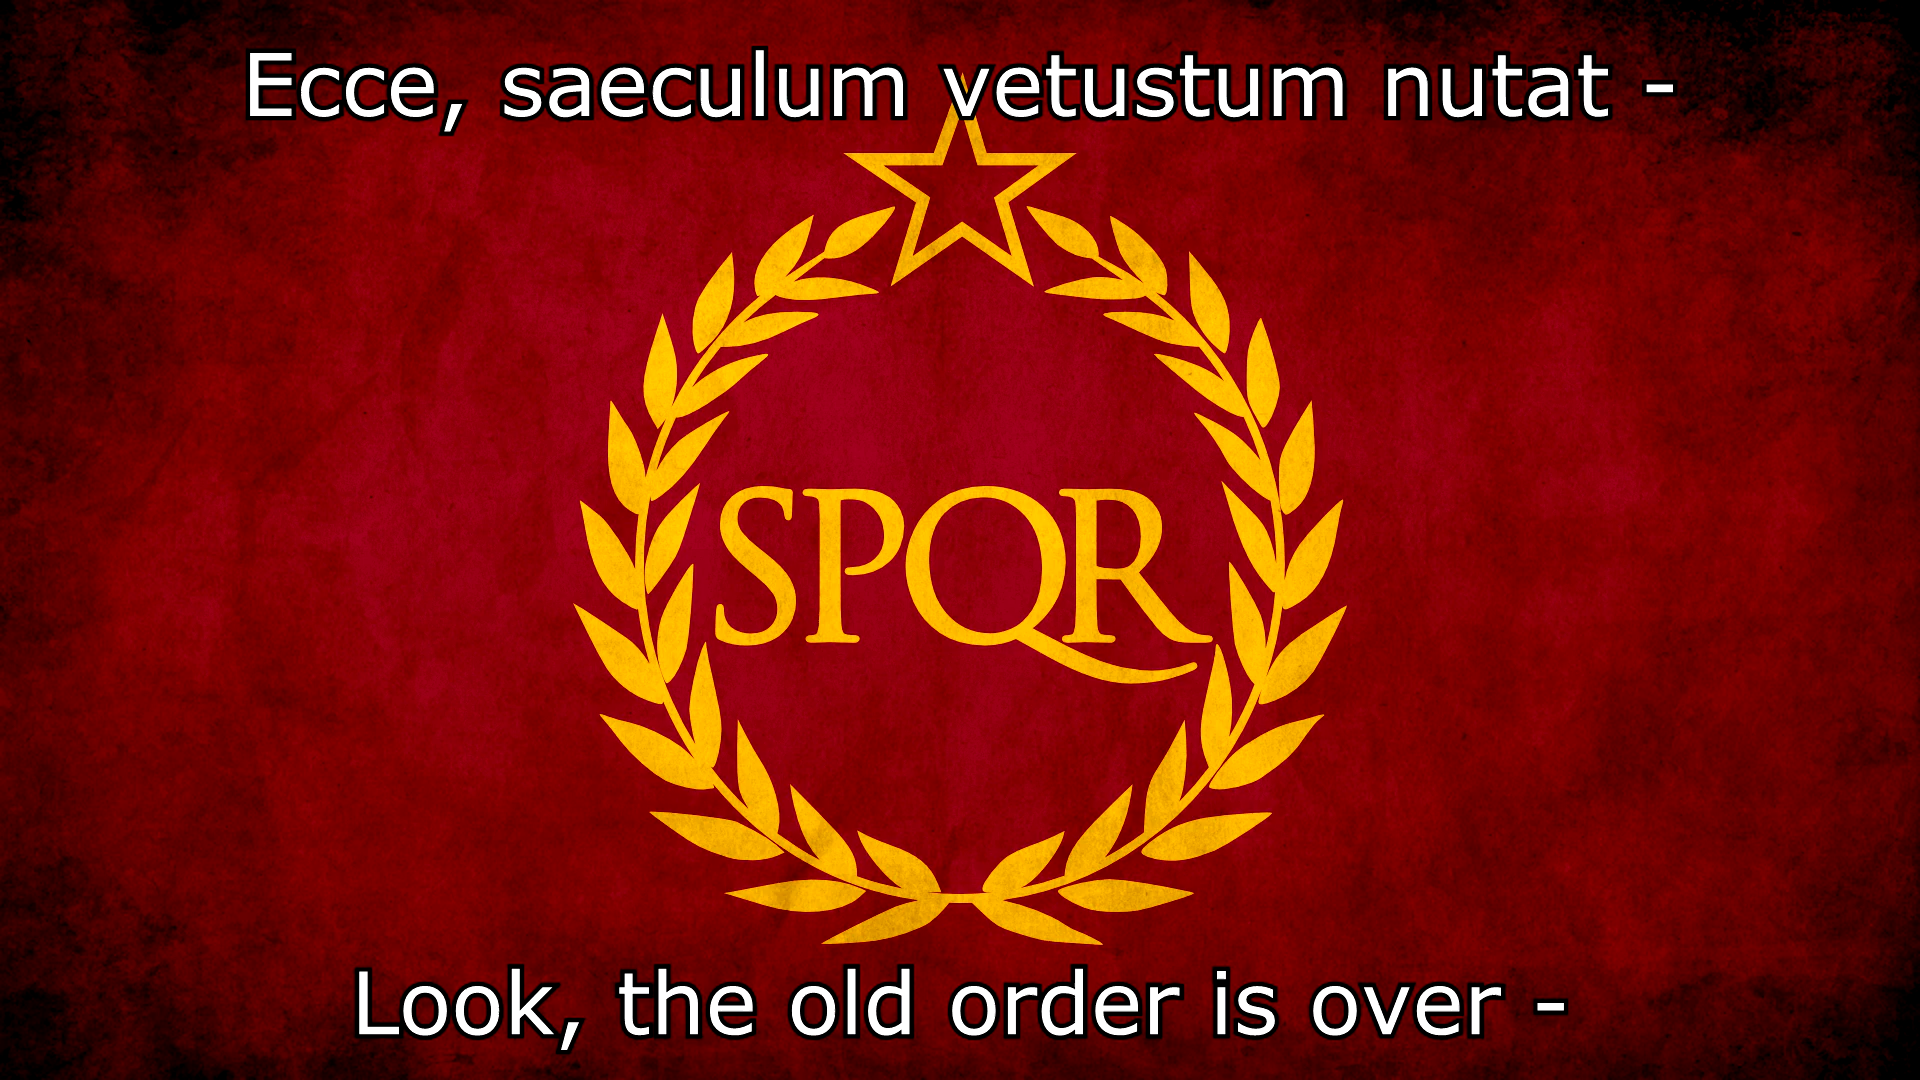 Ecce, saeculum vetustum nutat -
SPQR
Look, the old order is over -